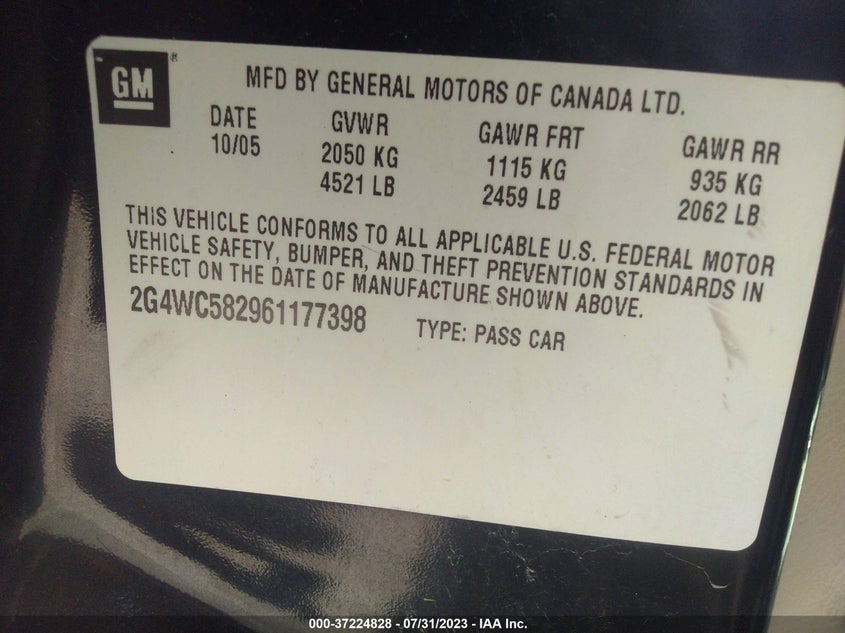 GM
MFD BY GENERAL MOTORS OF CANADA LTD.
DATE GVWR GAWR FRT GAWR RR
10/05 2050 KG 1115 KG 935 KG
4521 LB 2459 LB 2062 LB
THIS VEHICLE CONFORMS TO ALL APPLICABLE U.S. FEDERAL MOTOR
VEHICLE SAFETY, BUMPER, AND THEFT PREVENTION STANDARDS IN
EFFECT ON THE DATE OF MANUFACTURE SHOWN ABOVE.
2G4WC582961177398 TYPE: PASS CAR
000-37224828 - 07/31/2023 - IAA Inc.